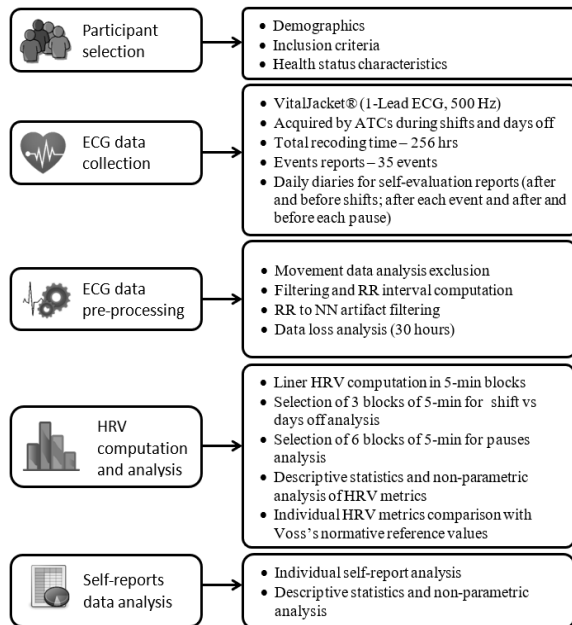 Participant
selection
• Demographics
• Inclusion criteria
• Health status characteristics
ECG data
collection
• VitalJacket® (1-Lead ECG, 500 Hz)
• Acquired by ATCs during shifts and days off
• Total recoding time – 256 hrs
• Events reports – 35 events
• Daily diaries for self-evaluation reports (after
and before shifts; after each event and after and
before each pause)
ECG data
pre-processing
• Movement data analysis exclusion
• Filtering and RR interval computation
• RR to NN artifact filtering
• Data loss analysis (30 hours)
HRV
computation
and analysis
• Liner HRV computation in 5-min blocks
• Selection of 3 blocks of 5-min for shift vs
days off analysis
• Selection of 6 blocks of 5-min for pauses
analysis
• Descriptive statistics and non-parametric
analysis of HRV metrics
• Individual HRV metrics comparison with
Voss's normative reference values
Self-reports
data analysis
• Individual self-report analysis
• Descriptive statistics and non-parametric
analysis